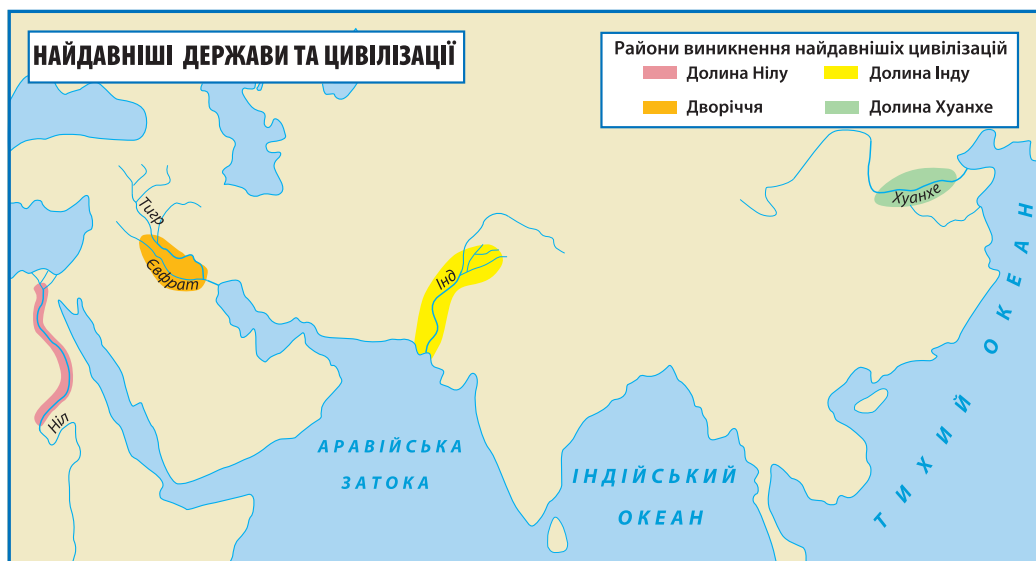 НАЙДАВНІШІ ДЕРЖАВИ ТА ЦИВІЛІЗАЦІЇ
Райони виникнення найдавніших цивілізацій
Долина Нілу
Долина Інду
Дворіччя
Долина Хуанхе
Хуанхе
Тигр
Євфрат
Інд
Ніл
АРАВІЙСЬКА
ЗАТОКА
ІНДІЙСЬКИЙ
ОКЕАН
ТИХИЙ ОКЕАН